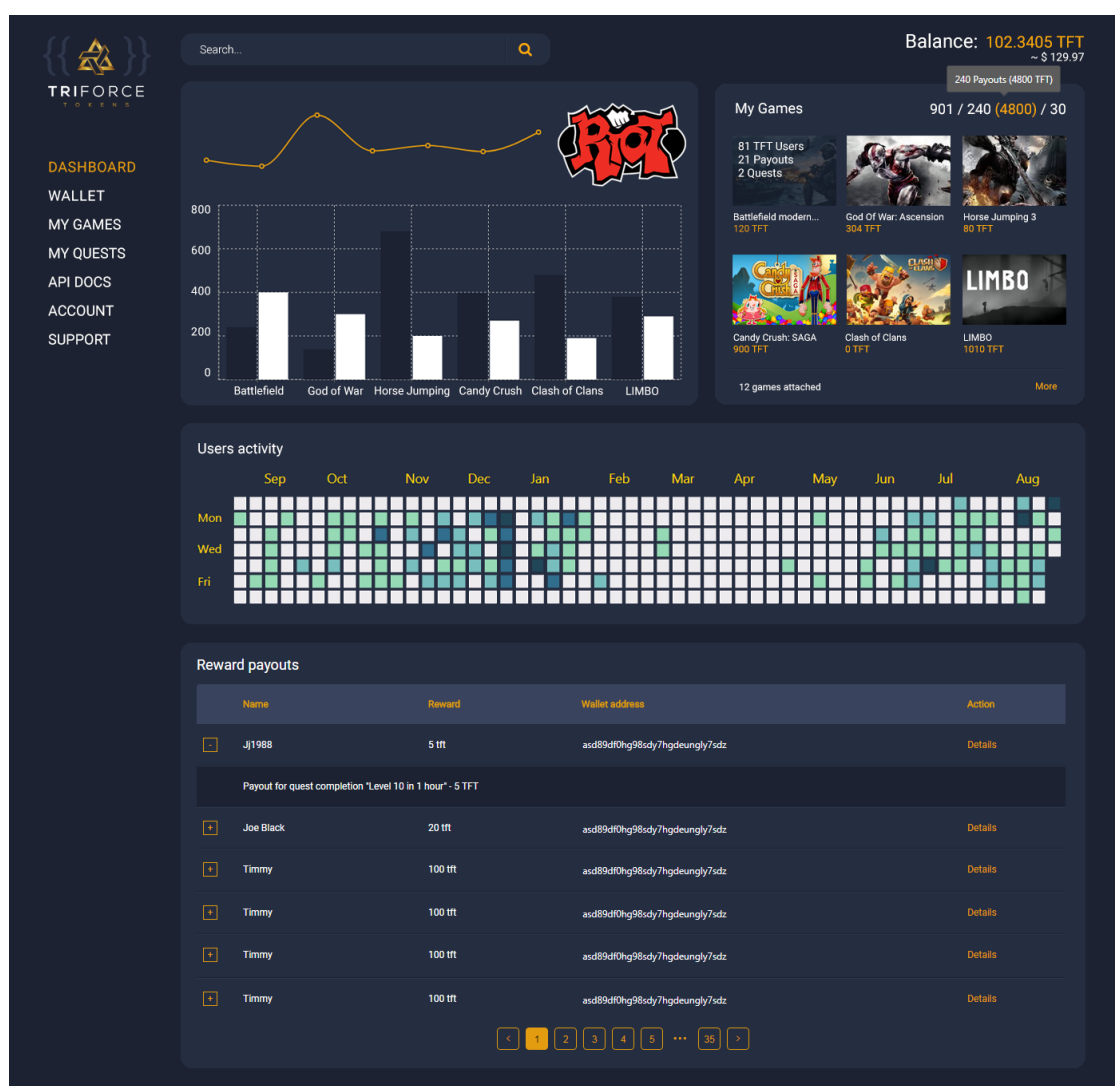 TRIFORCE
TOKENS
Search...
Balance: 102.3405 TFT
~ $ 129.97
240 Payouts (4800 TFT)
DASHBOARD
WALLET
MY GAMES
MY QUESTS
API DOCS
ACCOUNT
SUPPORT
RIOT
800
600
400
200
0
Battlefield God of War Horse Jumping Candy Crush Clash of Clans LIMBO
My Games 901 / 240 (4800) / 30
81 TFT Users
21 Payouts
2 Quests
Battlefield modern... God Of War: Ascension Horse Jumping 3
120 TFT 304 TFT 80 TFT
Candy Crush SAGA
CLASH OF CLANS
LIMBO
Candy Crush: SAGA Clash of Clans LIMBO
900 TFT 0 TFT 1010 TFT
12 games attached More
Users activity
Sep Oct Nov Dec Jan Feb Mar Apr May Jun Jul Aug
Mon
Wed
Fri
Reward payouts
Name Reward Wallet address Action
- Jj1988 5 tft asd89df0hg98sdy7hgdeungly7sdz Details
Payout for quest completion "Level 10 in 1 hour" - 5 TFT
+ Joe Black 20 tft asd89df0hg98sdy7hgdeungly7sdz Details
+ Timmy 100 tft asd89df0hg98sdy7hgdeungly7sdz Details
+ Timmy 100 tft asd89df0hg98sdy7hgdeungly7sdz Details
+ Timmy 100 tft asd89df0hg98sdy7hgdeungly7sdz Details
+ Timmy 100 tft asd89df0hg98sdy7hgdeungly7sdz Details
< 1 2 3 4 5 ••• 35 >